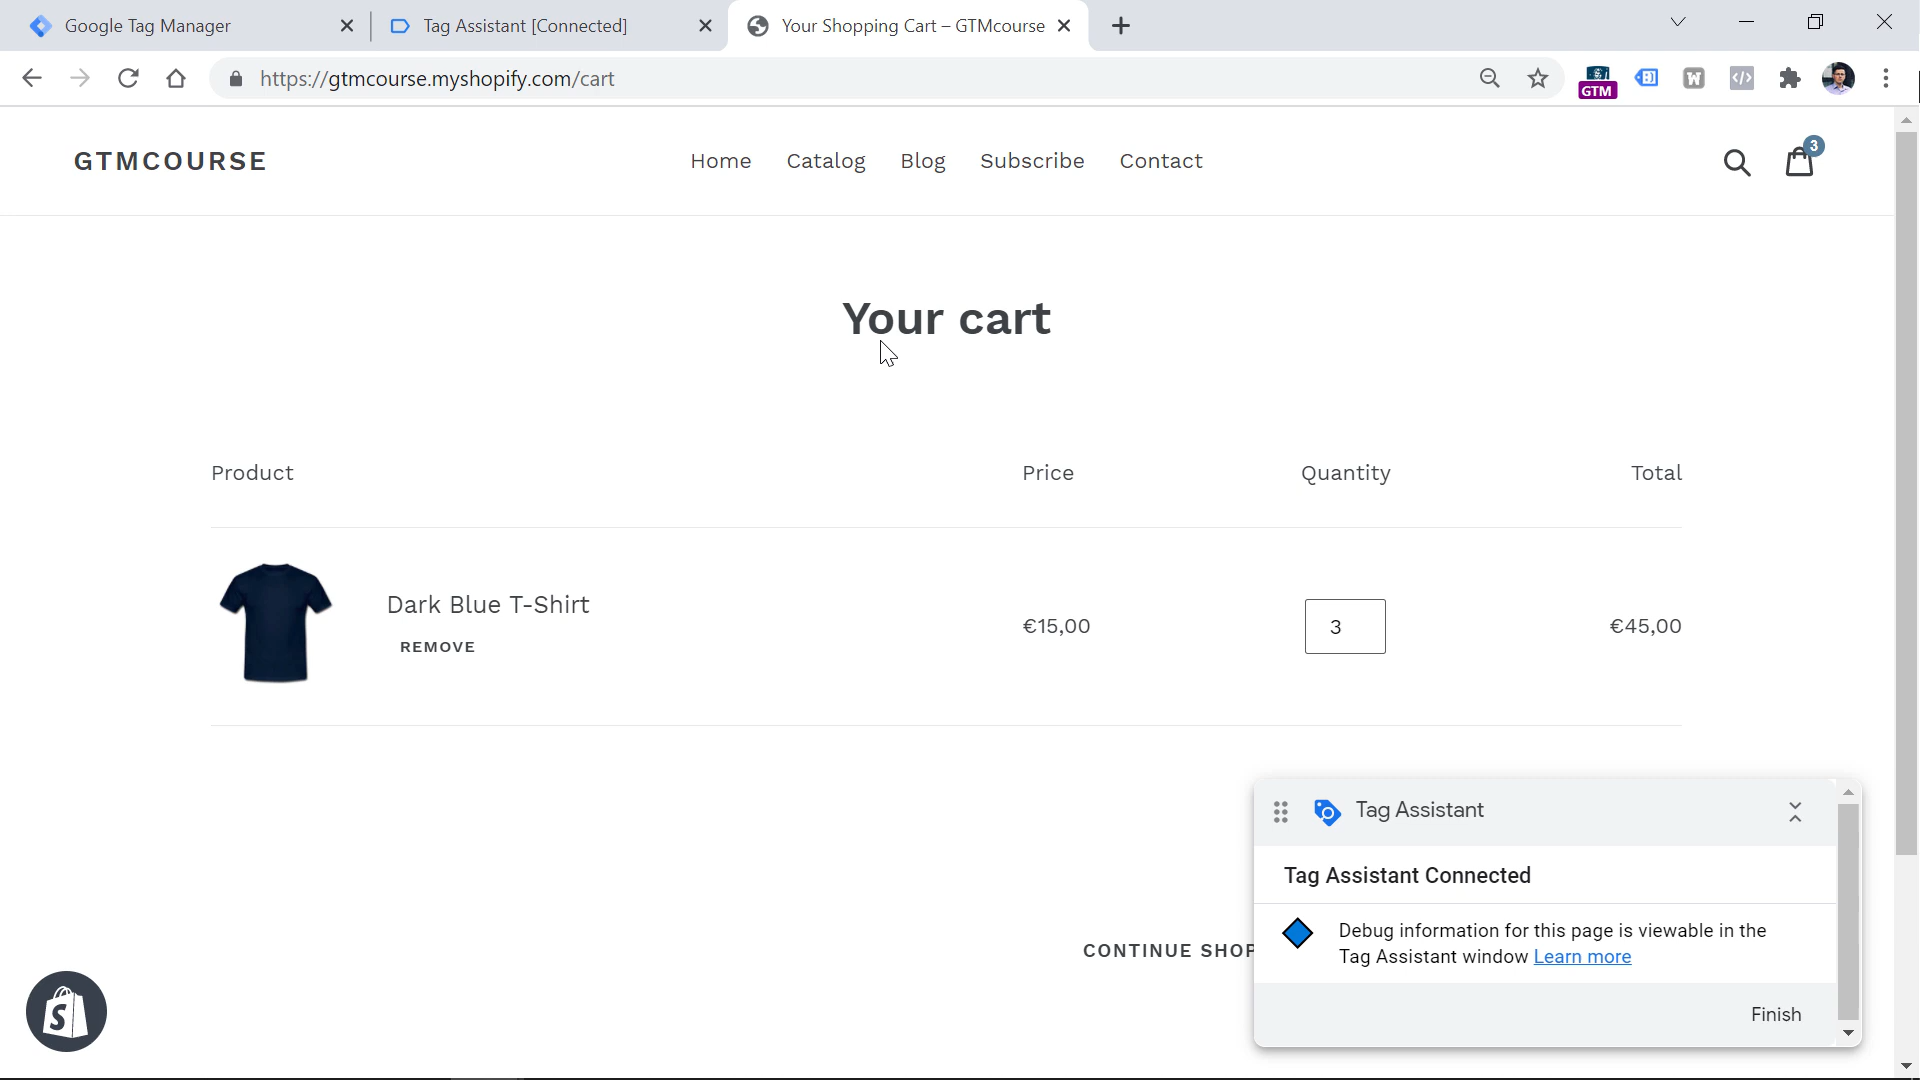 Google Tag Manager
Tag Assistant [Connected]
Your Shopping Cart – GTMcourse
https://gtmcourse.myshopify.com/cart
GTM
W
GTMCOURSE
Home
Catalog
Blog
Subscribe
Contact
3
Your cart
Product
Price
Quantity
Total
Dark Blue T-Shirt
REMOVE
€15,00
3
€45,00
CONTINUE SHOP
Tag Assistant
Tag Assistant Connected
Debug information for this page is viewable in the
Tag Assistant window Learn more
Finish
S